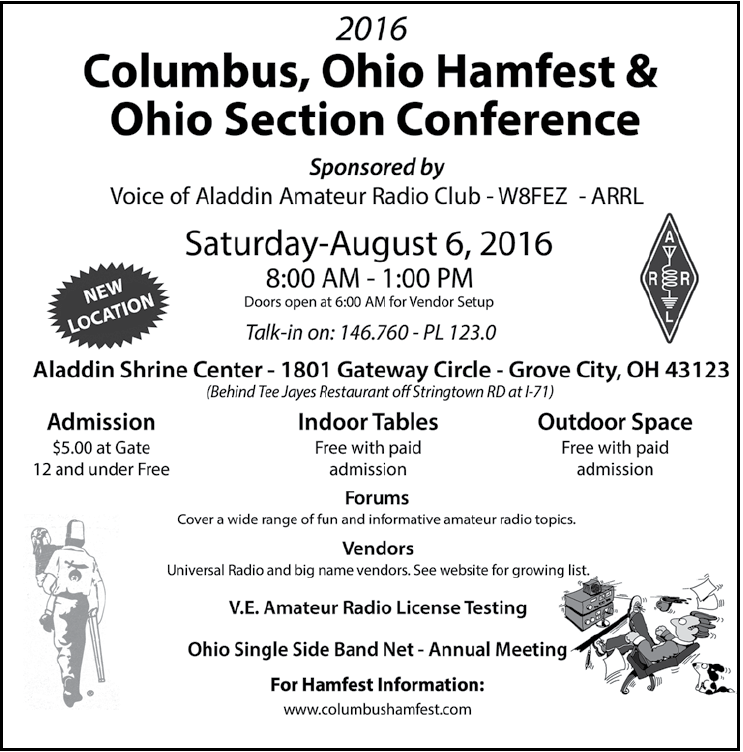 2016
Columbus, Ohio Hamfest &
Ohio Section Conference
Sponsored by
Voice of Aladdin Amateur Radio Club - W8FEZ - ARRL
Saturday-August 6, 2016
8:00 AM - 1:00 PM
Doors open at 6:00 AM for Vendor Setup
Talk-in on: 146.760 - PL 123.0
NEW
LOCATION
A
R R
L
Aladdin Shrine Center - 1801 Gateway Circle - Grove City, OH 43123
(Behind Tee Jayes Restaurant off Stringtown RD at I-71)
Admission
$5.00 at Gate
12 and under Free
Indoor Tables
Free with paid
admission
Outdoor Space
Free with paid
admission
Forums
Cover a wide range of fun and informative amateur radio topics.
Vendors
Universal Radio and big name vendors. See website for growing list.
V.E. Amateur Radio License Testing
Ohio Single Side Band Net - Annual Meeting
For Hamfest Information:
www.columbushamfest.com
®